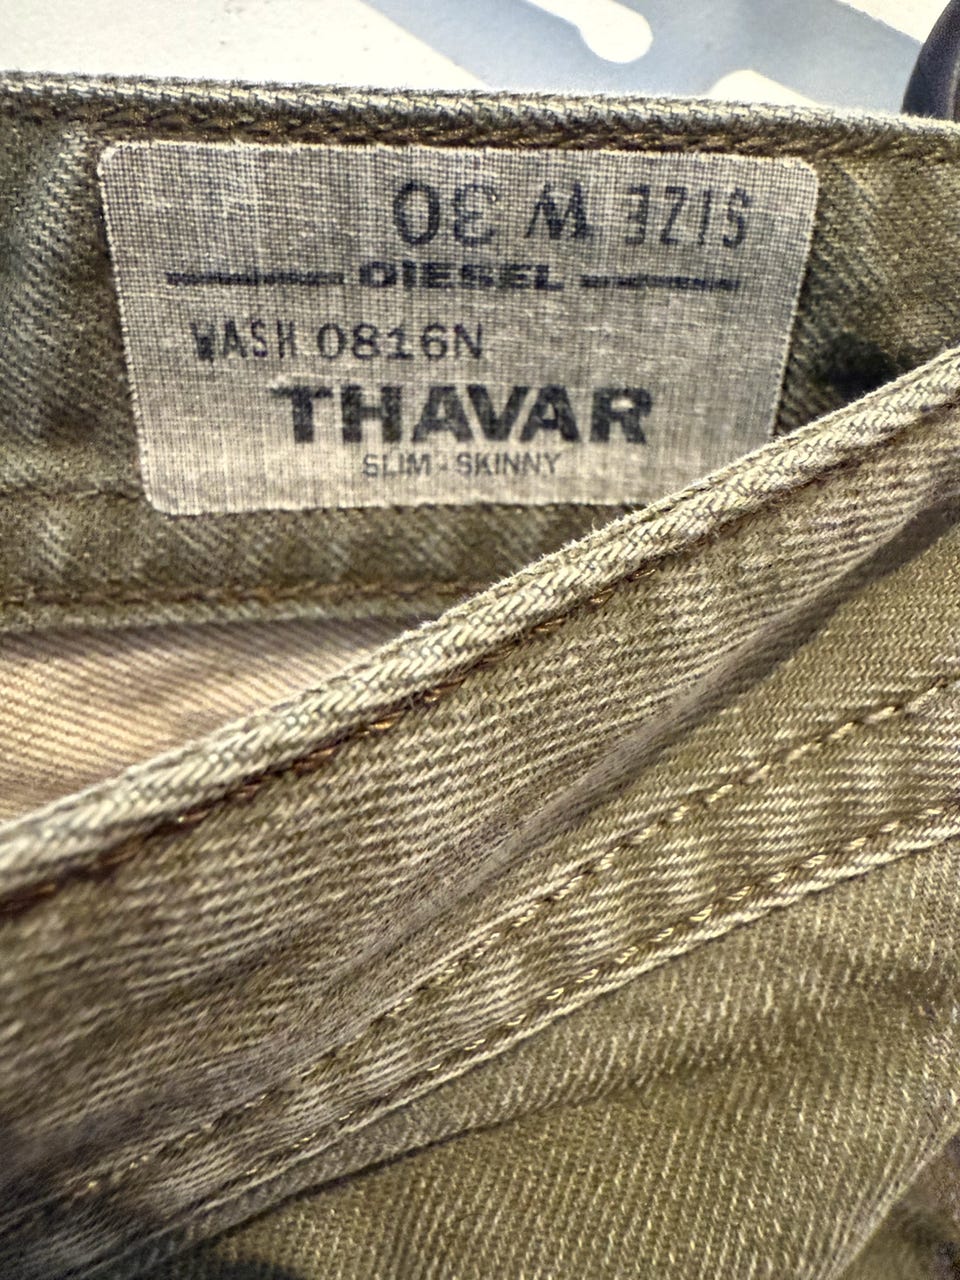 SIZE W 30
DIESEL
WASH 0816N
THAVAR
SLIM - SKINNY